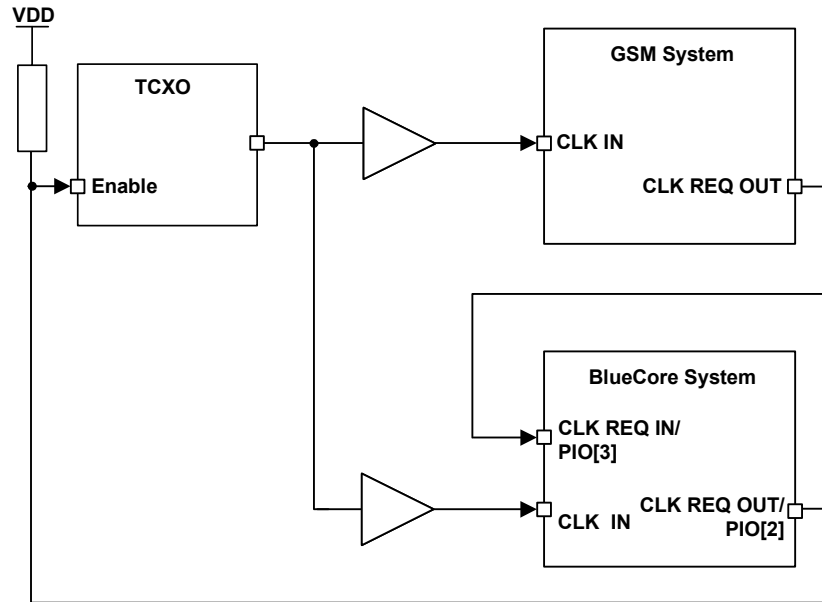 VDD
TCXO
Enable
GSM System
CLK IN
CLK REQ OUT
BlueCore System
CLK REQ IN/
PIO[3]
CLK REQ OUT/
PIO[2]
CLK IN